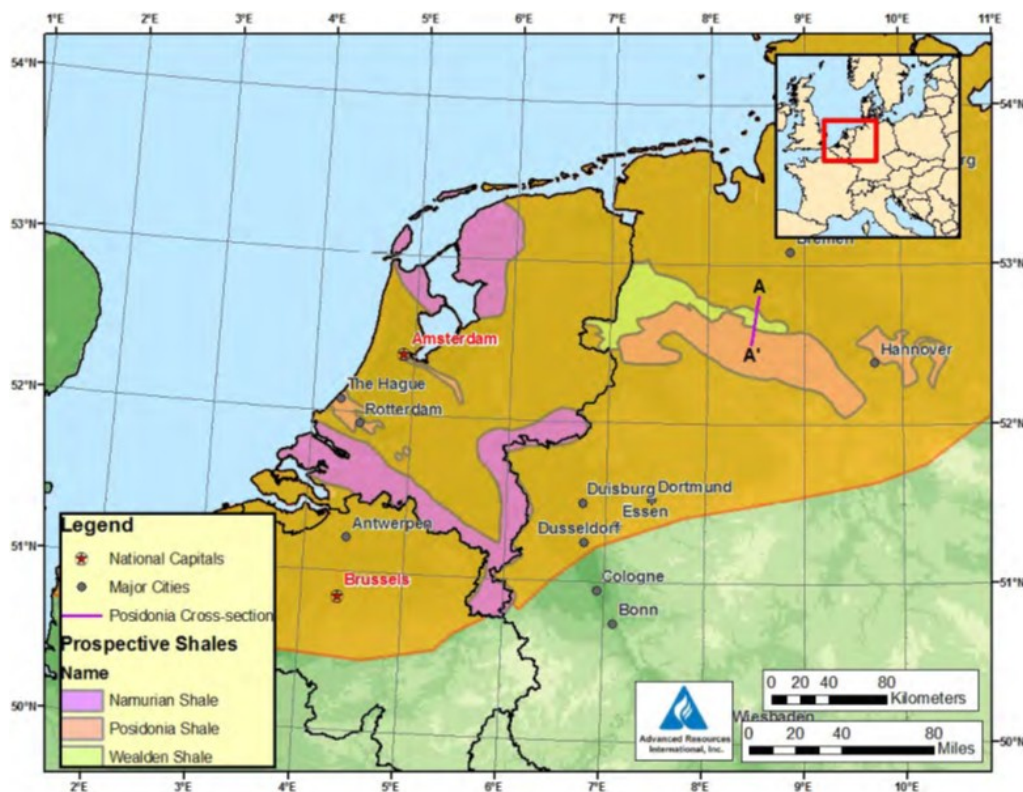 1°E 2°E 3°E 4°E 5°E 6°E 7°E 8°E 9°E 10°E 11°E
54°N
54°N
53°N
53°N
52°N
52°N
51°N
51°N
50°N
50°N
Bremen
A
A'
Hannover
Amsterdam
The Hague
Rotterdam
Duisburg
Dortmund
Essen
Dusseldorf
Antwerpen
Brussels
Cologne
Bonn
Wiesbaden
Legend
National Capitals
Major Cities
Posidonia Cross-section
Prospective Shales
Name
Namurian Shale
Posidonia Shale
Wealden Shale
Advanced Resources
International, Inc.
0 20 40 80
Kilometers
0 20 40 80
Miles
2°E 3°E 4°E 5°E 6°E 7°E 8°E 9°E 10°E